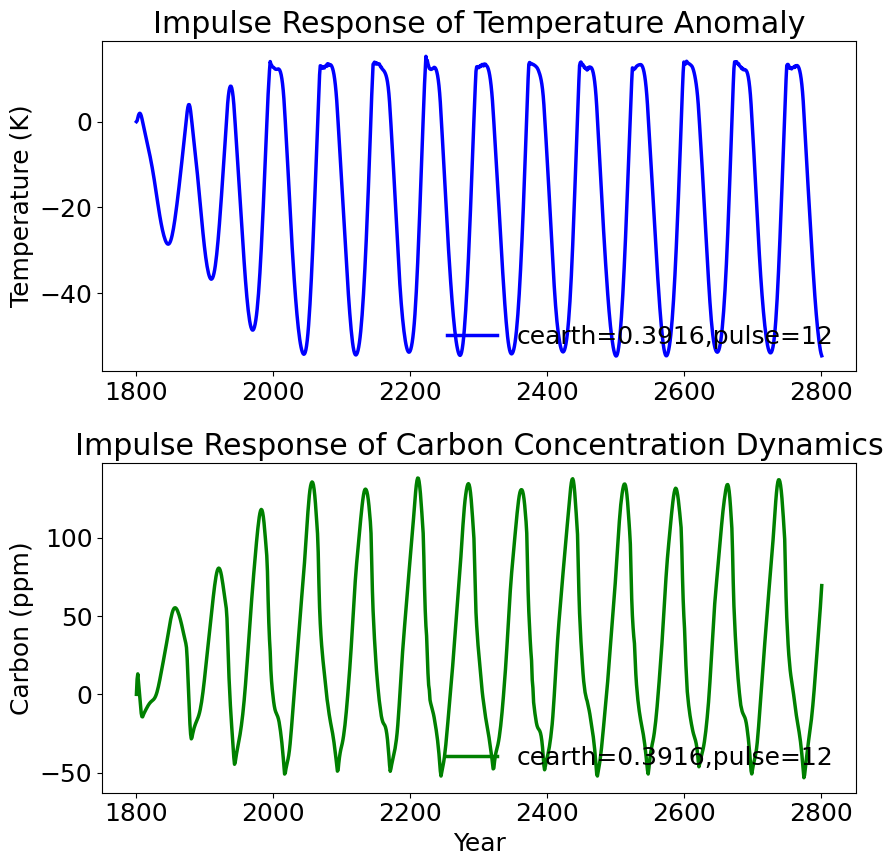 Impulse Response of Temperature Anomaly
Temperature (K)
0
−20
−40
cearth=0.3916,pulse=12
1800 2000 2200 2400 2600 2800
Impulse Response of Carbon Concentration Dynamics
Carbon (ppm)
100
50
0
−50
cearth=0.3916,pulse=12
1800 2000 2200 2400 2600 2800
Year